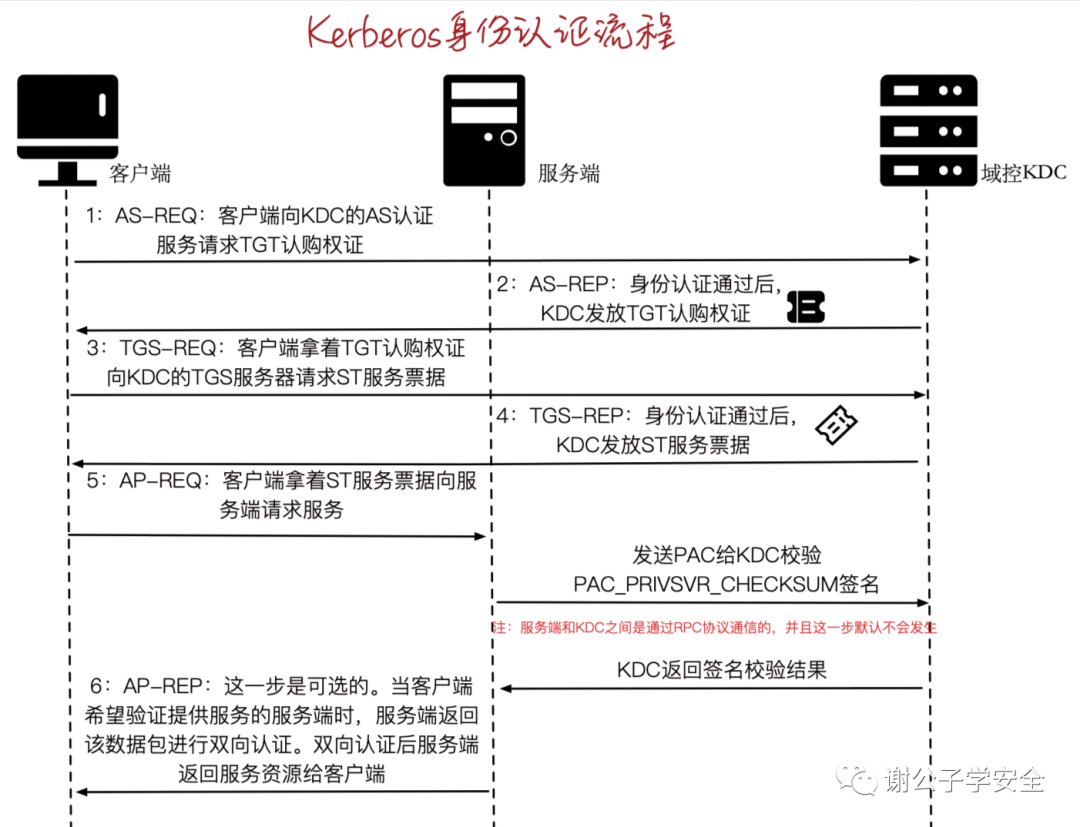 Kerberos身份认证流程
客户端
服务端
域控KDC
1：AS-REQ：客户端向KDC的AS认证
服务请求TGT认购权证
2：AS-REP：身份认证通过后，
KDC发放TGT认购权证
3：TGS-REQ：客户端拿着TGT认购权证
向KDC的TGS服务器请求ST服务票据
4：TGS-REP：身份认证通过后，
KDC发放ST服务票据
5：AP-REQ：客户端拿着ST服务票据向服
务端请求服务
发送PAC给KDC校验
PAC_PRIVSVR_CHECKSUM签名
注：服务端和KDC之间是通过RPC协议通信的，并且这一步默认不会发生
KDC返回签名校验结果
6：AP-REP：这一步是可选的。当客户端
希望验证提供服务的服务端时，服务端返回
该数据包进行双向认证。双向认证后服务端
返回服务资源给客户端
谢公子学安全